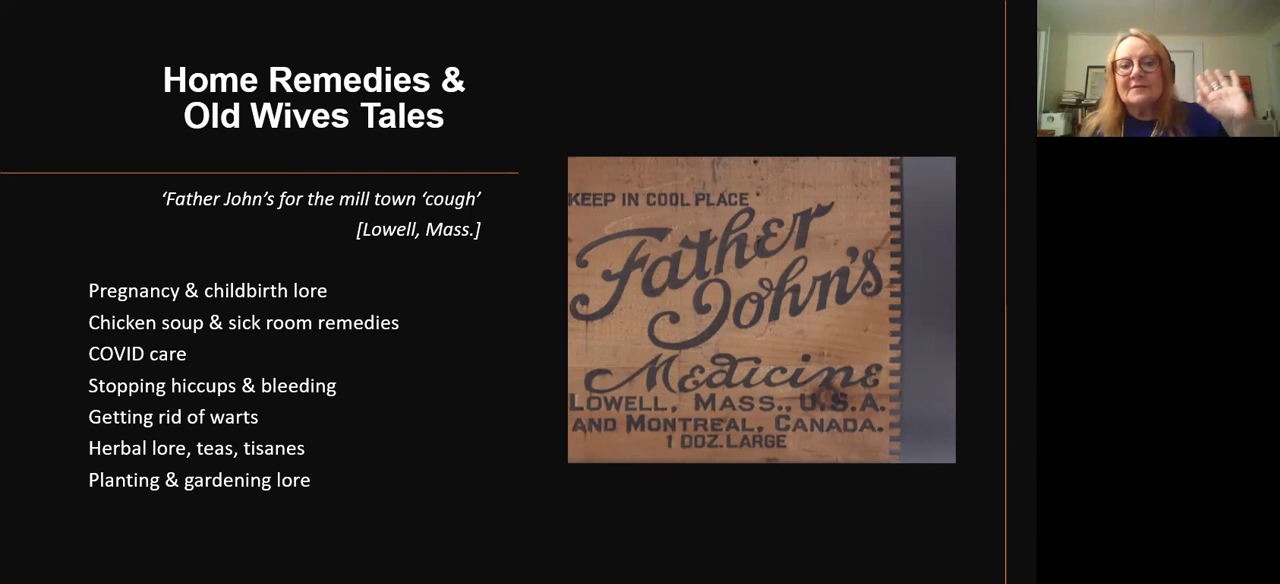 Home Remedies &
Old Wives Tales
‘Father John’s for the mill town ‘cough’
[Lowell, Mass.]
Pregnancy & childbirth lore
Chicken soup & sick room remedies
COVID care
Stopping hiccups & bleeding
Getting rid of warts
Herbal lore, teas, tisanes
Planting & gardening lore
KEEP IN COOL PLACE
Father
John's
Medicine
LOWELL, MASS., U.S.A.
AND MONTREAL, CANADA.
1 DOZ. LARGE